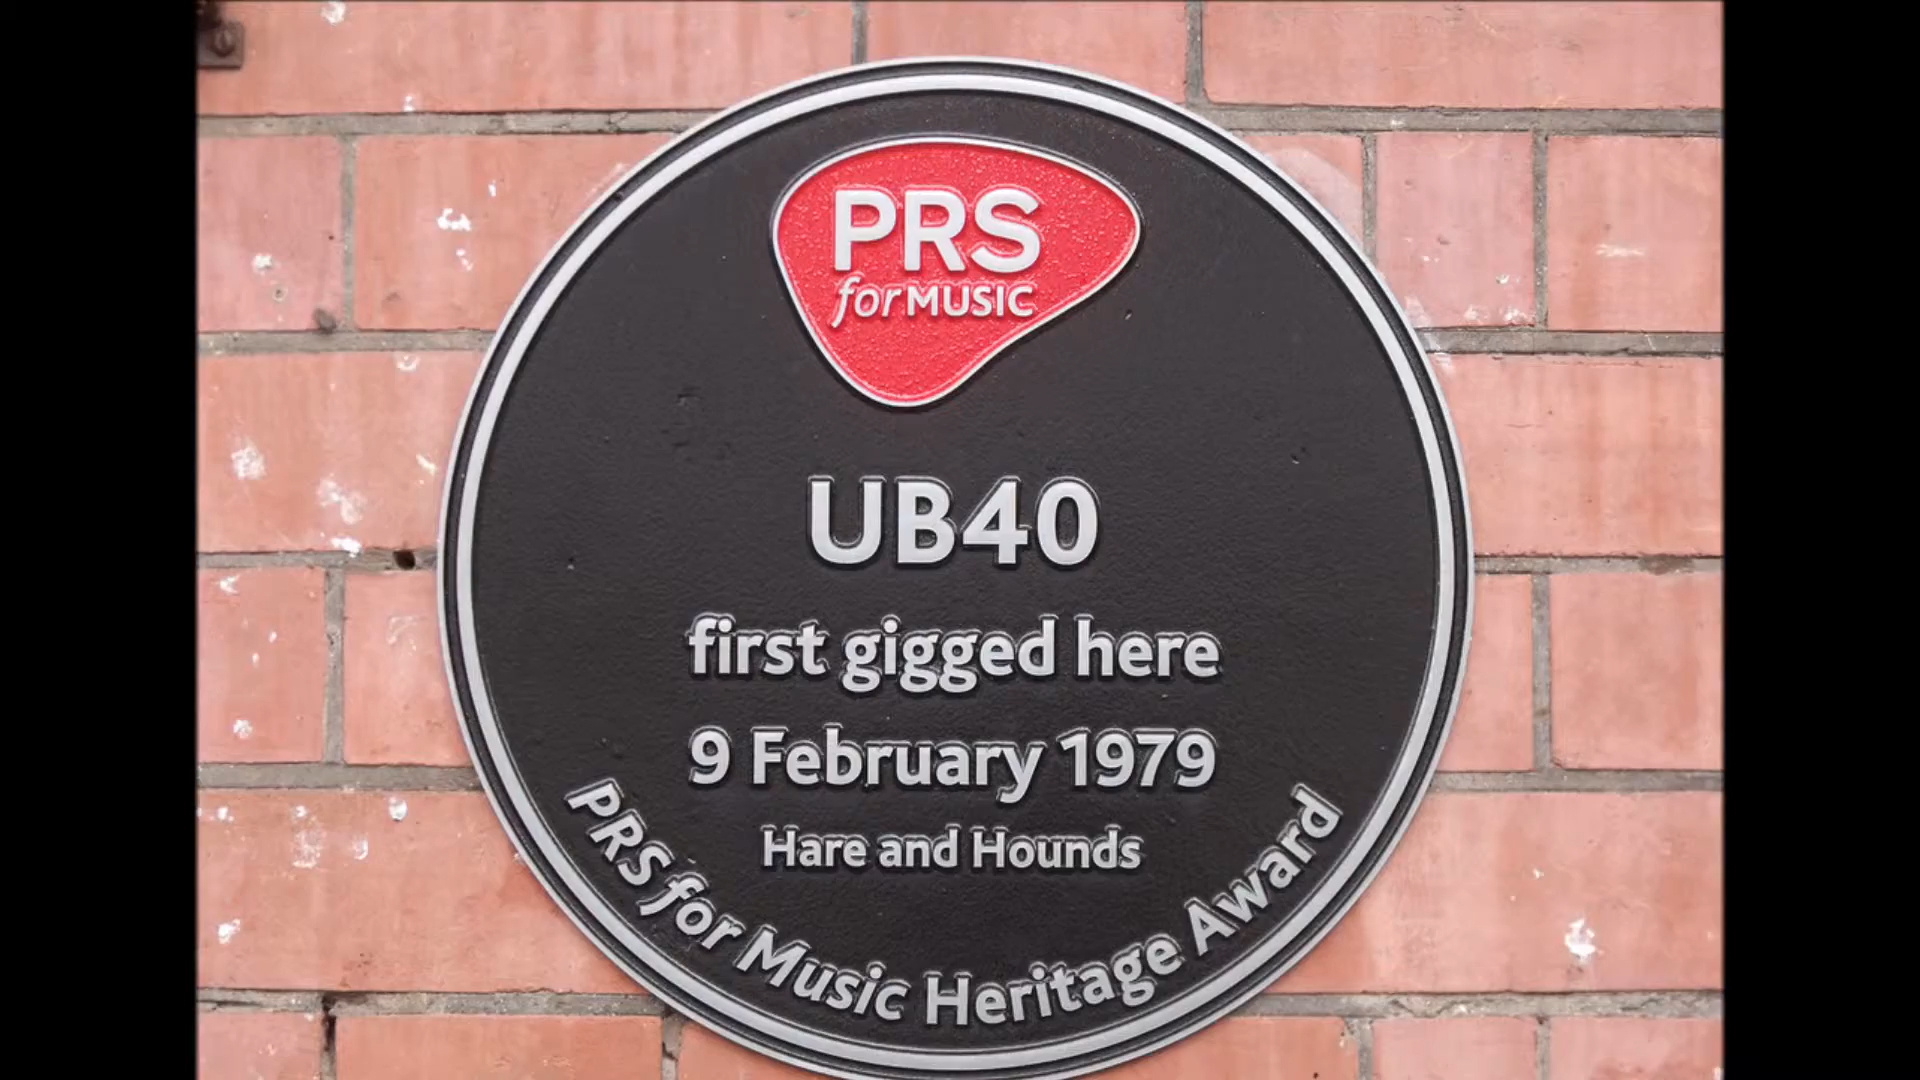 PRS
for MUSIC
UB40
first gigged here
9 February 1979
Hare and Hounds
PRS for Music Heritage Award